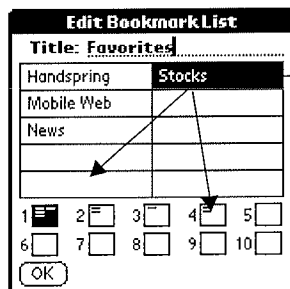 Edit Bookmark List
Title: Favorites
Handspring Stocks
Mobile Web
News
1 2 3 4 5
6 7 8 9 10
OK